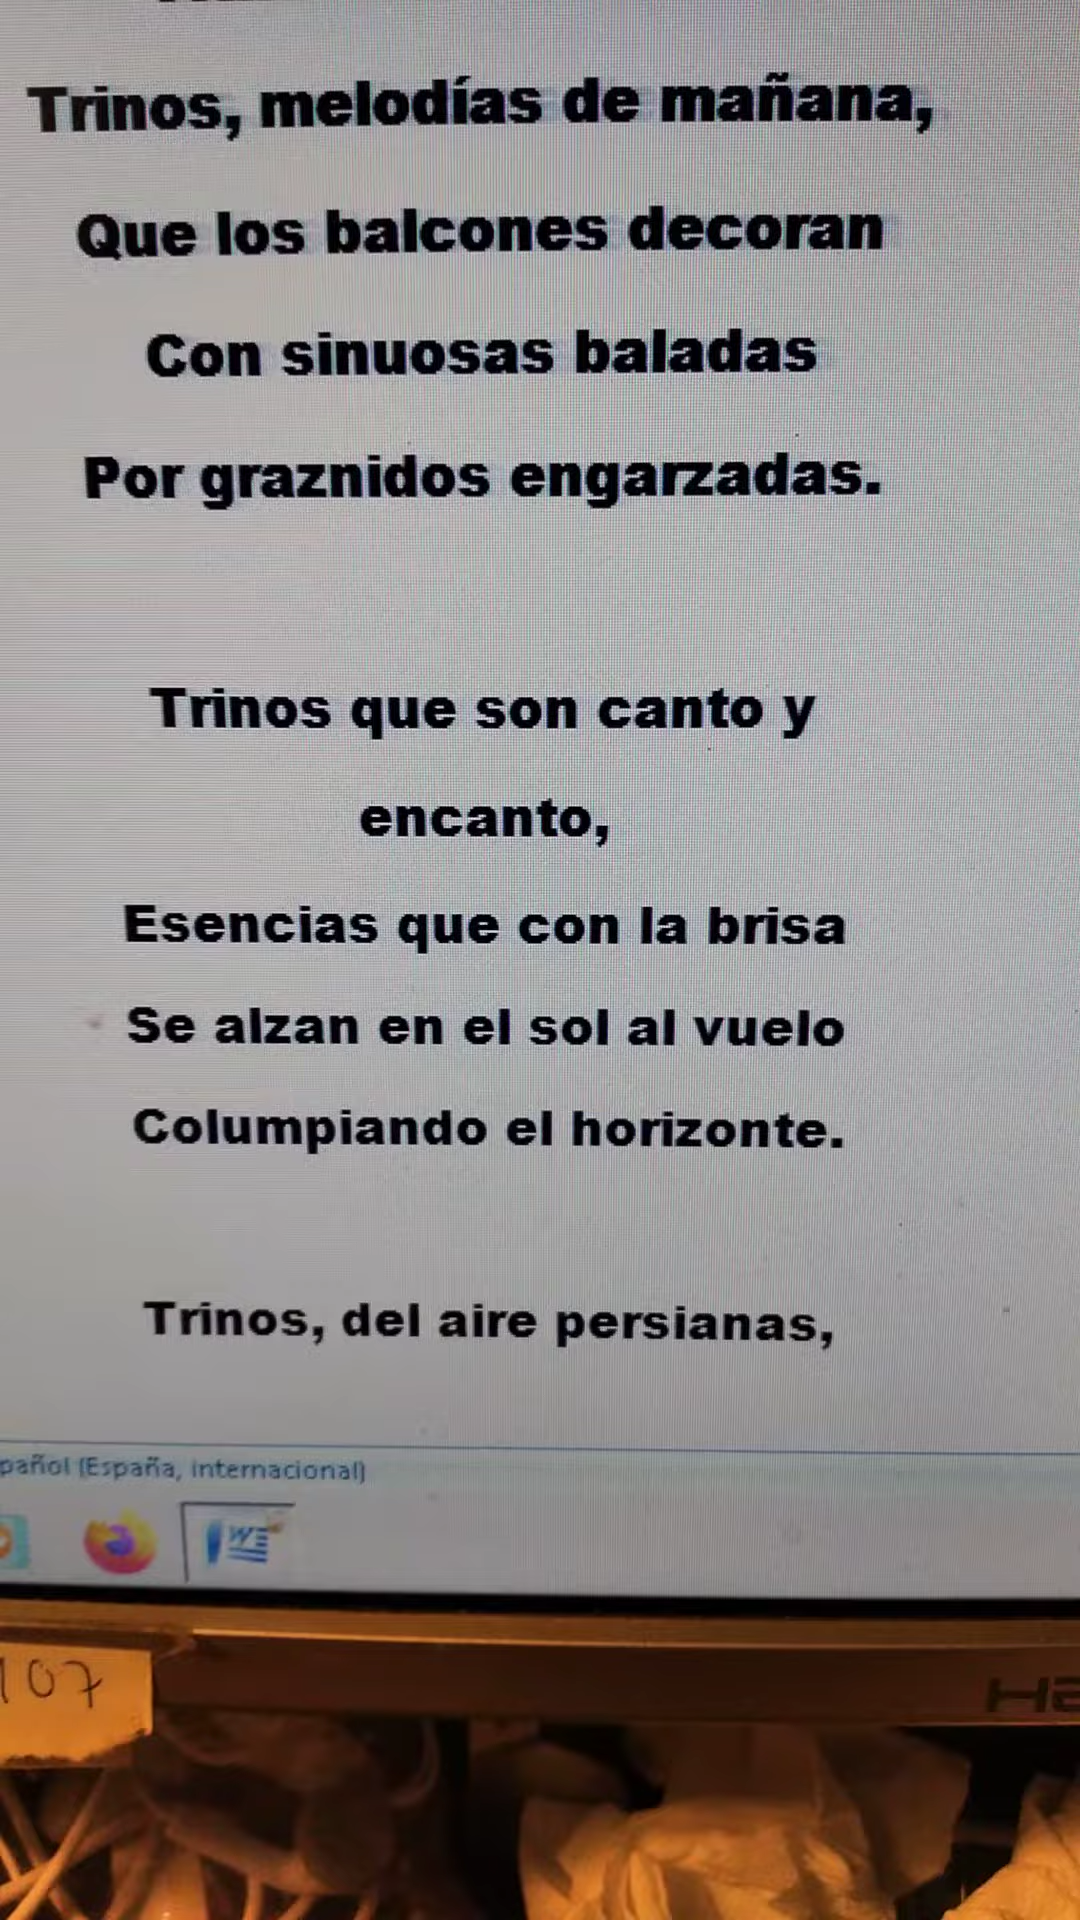 Trinos, melodías de mañana,
Que los balcones decoran
Con sinuosas baladas
Por graznidos engarzadas.
Trinos que son canto y
encanto,
Esencias que con la brisa
Se alzan en el sol al vuelo
Columpiando el horizonte.
Trinos, del aire persianas,
pañol (España, internacional)
W
107